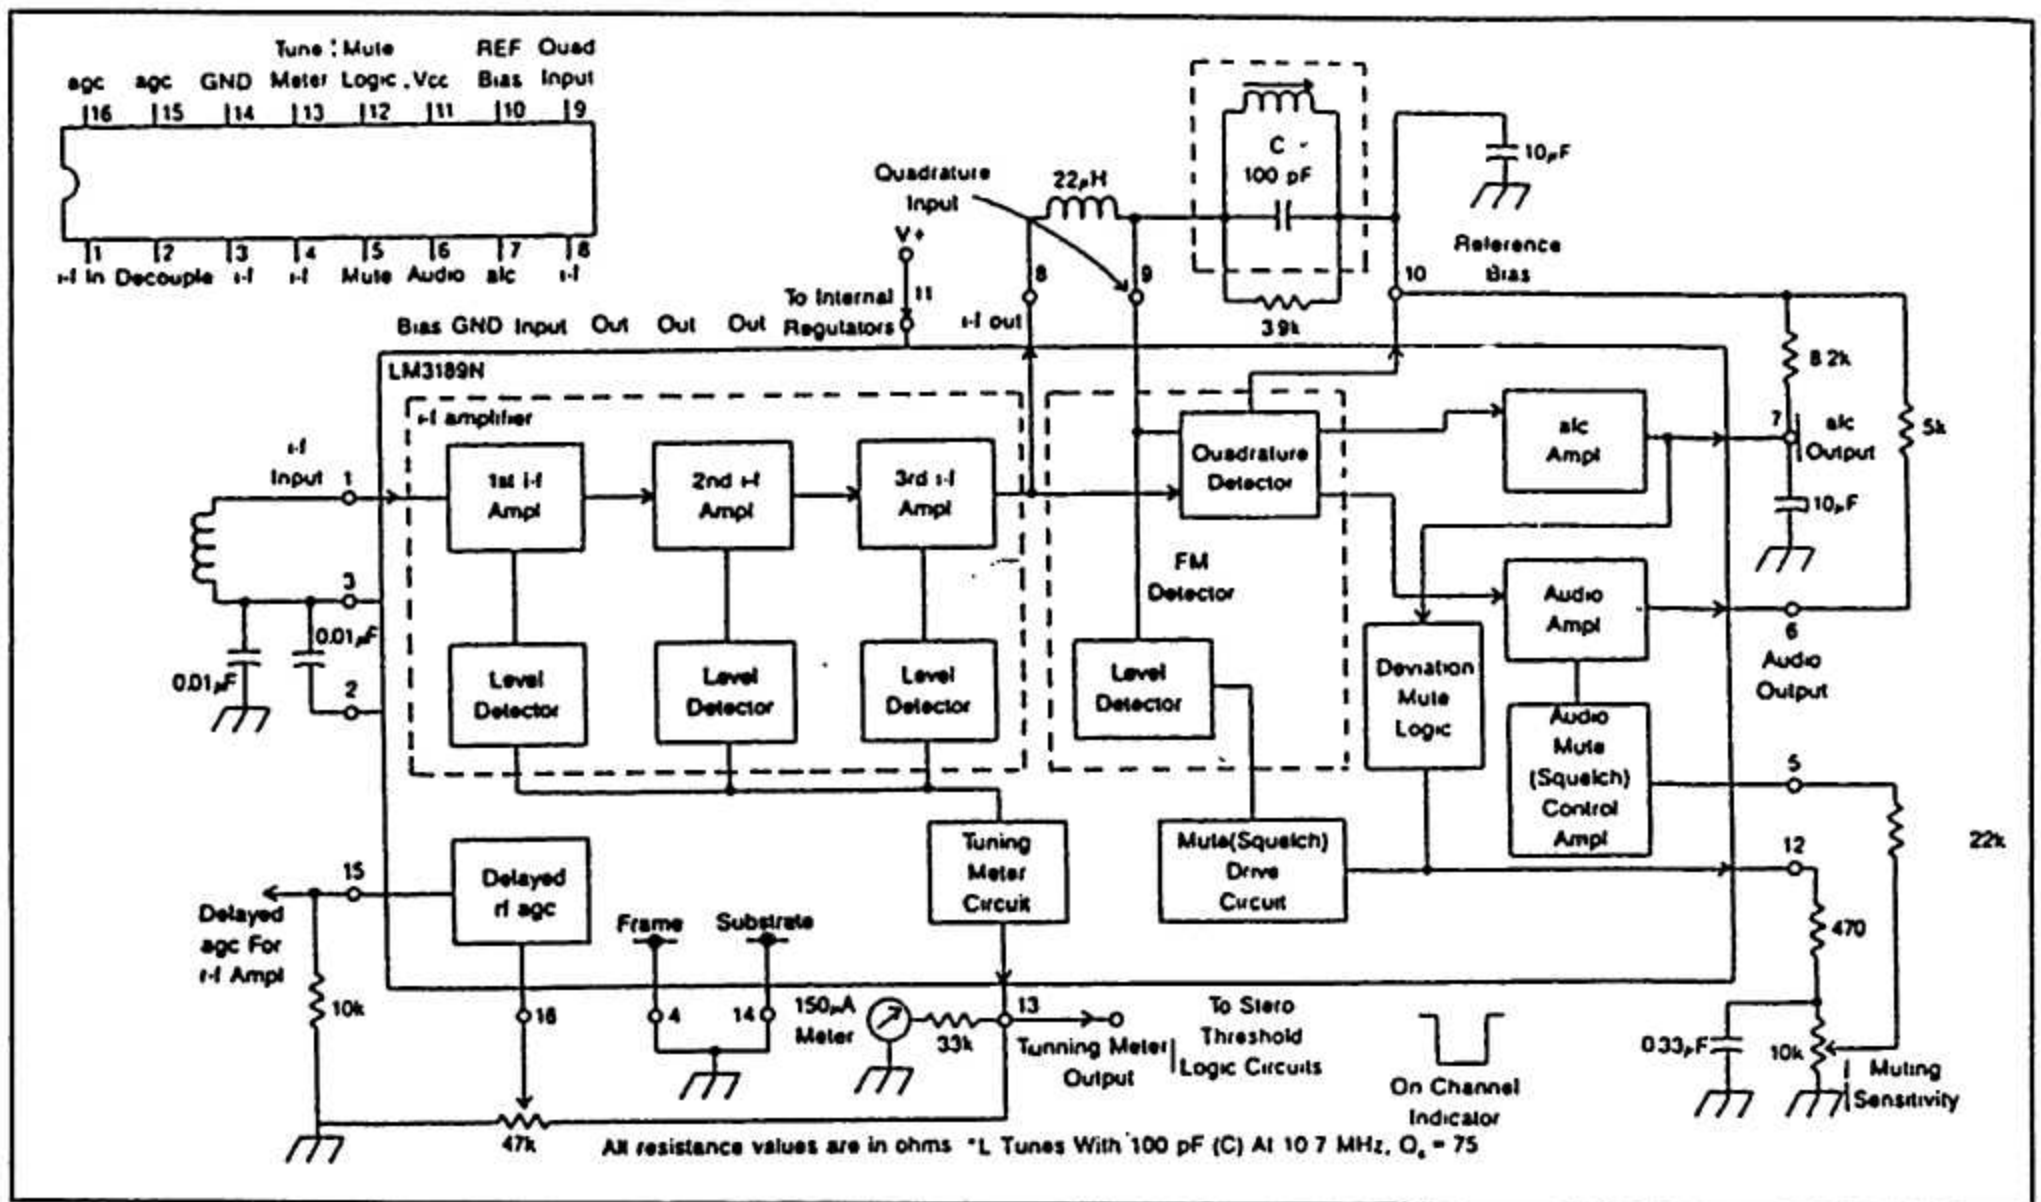 Tune : Mute REF Quad
agc agc GND Meter Logic . Vcc Bias Input
16 15 14 13 12 11 10 9
1 2 3 4 5 6 7 8
i-f In Decouple i-f i-f Mute Audio alc i-f
Bias GND Input Out Out Out
Quadrature
Input
V+
To Internal
Regulators
11
22µH
C
100 pF
10µF
8
9
i-f out
3.9k
10
Reference
Bias
LM3189N
i-f amplifier
i-f
Input
1
1st i-f
Ampl
2nd i-f
Ampl
3rd i-f
Ampl
Quadrature
Detector
alc
Ampl
8.2k
7
alc
Output
5k
10µF
3
0.01µF
0.01µF
2
Level
Detector
Level
Detector
Level
Detector
FM
Detector
Level
Detector
Deviation
Mute
Logic
Audio
Ampl
6
Audio
Output
Audio
Mute
(Squelch)
Control
Ampl
5
12
22k
470
15
Delayed
agc For
r-f Ampl
Delayed
rf agc
Frame
Substrate
Tuning
Meter
Circuit
Mute(Squelch)
Drive
Circuit
10k
16
4
14
150µA
Meter
33k
13
Tunning Meter
Output
To Stero
Threshold
Logic Circuits
On Channel
Indicator
0.33µF
10k
Muting
Sensitivity
47k
All resistance values are in ohms *L Tunes With 100 pF (C) At 10 7 MHz, Qo = 75